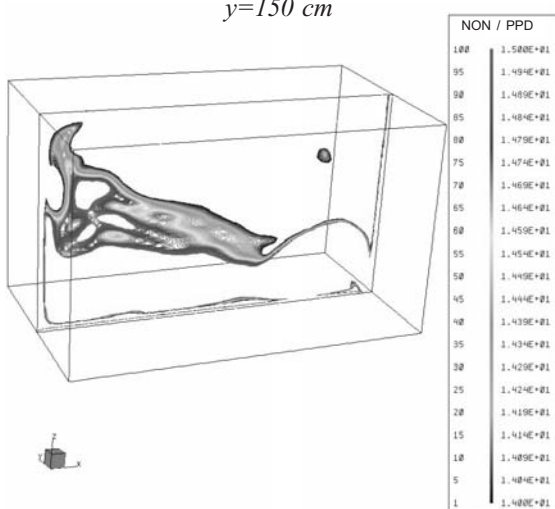 y=150 cm
NON / PPD
100 1.500E+01
95 1.494E+01
90 1.489E+01
85 1.484E+01
80 1.479E+01
75 1.474E+01
70 1.469E+01
65 1.464E+01
60 1.459E+01
55 1.454E+01
50 1.449E+01
45 1.444E+01
40 1.439E+01
35 1.434E+01
30 1.429E+01
25 1.424E+01
20 1.419E+01
15 1.414E+01
10 1.409E+01
5 1.404E+01
1 1.400E+01
Z
Y
X